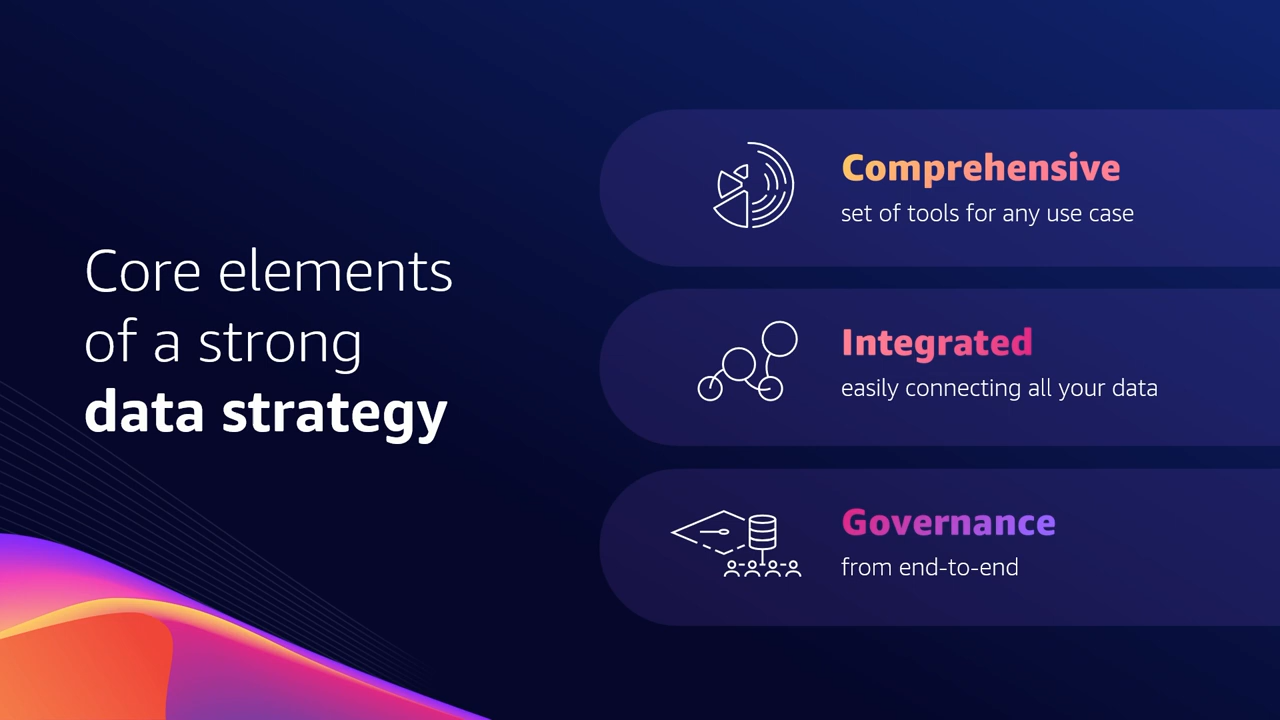 Core elements
of a strong
data strategy
Comprehensive
set of tools for any use case
Integrated
easily connecting all your data
Governance
from end-to-end